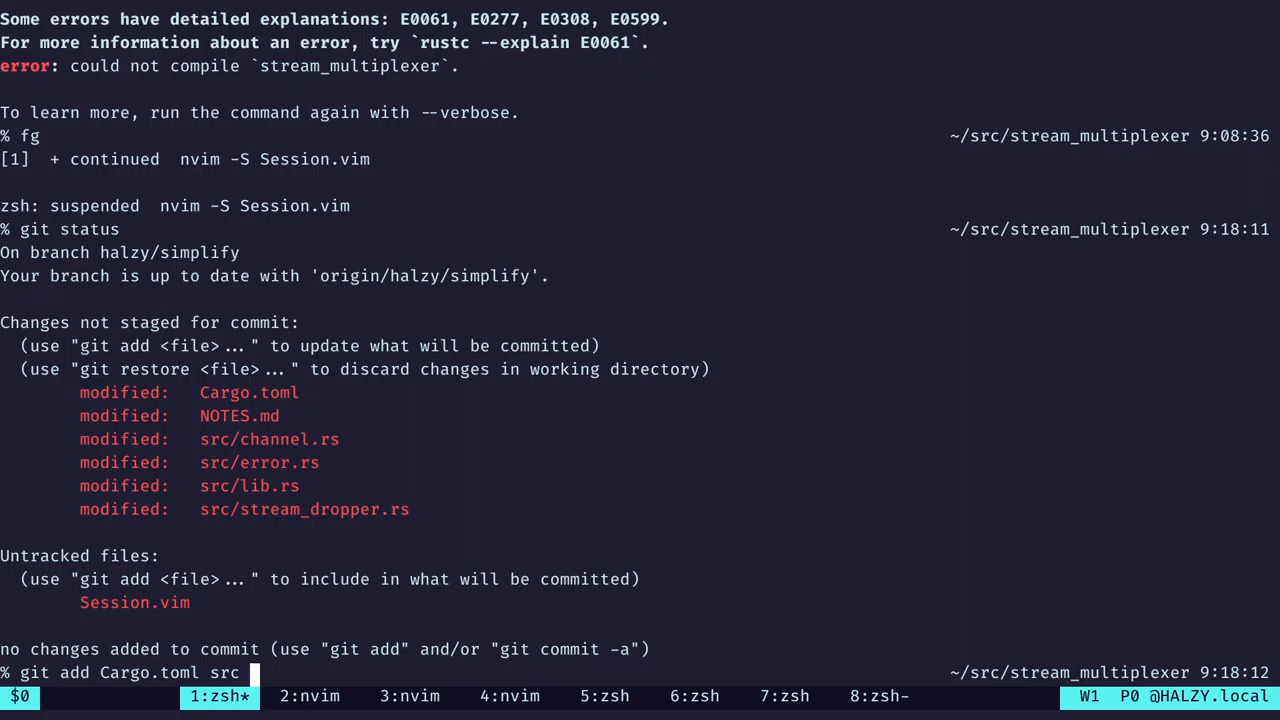 Some errors have detailed explanations: E0061, E0277, E0308, E0599.
For more information about an error, try `rustc --explain E0061`.
error: could not compile `stream_multiplexer`.
To learn more, run the command again with --verbose.
% fg ~/src/stream_multiplexer 9:08:36
[1]  + continued  nvim -S Session.vim
zsh: suspended  nvim -S Session.vim
% git status ~/src/stream_multiplexer 9:18:11
On branch halzy/simplify
Your branch is up to date with 'origin/halzy/simplify'.
Changes not staged for commit:
  (use "git add <file>..." to update what will be committed)
  (use "git restore <file>..." to discard changes in working directory)
        modified:   Cargo.toml
        modified:   NOTES.md
        modified:   src/channel.rs
        modified:   src/error.rs
        modified:   src/lib.rs
        modified:   src/stream_dropper.rs
Untracked files:
  (use "git add <file>..." to include in what will be committed)
        Session.vim
no changes added to commit (use "git add" and/or "git commit -a")
% git add Cargo.toml src ~/src/stream_multiplexer 9:18:12
$0 1:zsh* 2:nvim 3:nvim 4:nvim 5:zsh 6:zsh 7:zsh 8:zsh- W1 P0 @HALZY.local